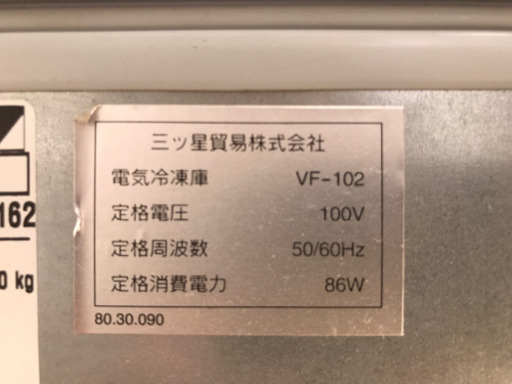 三ツ星貿易株式会社
電気冷凍庫 VF-102
定格電圧 100V
定格周波数 50/60Hz
定格消費電力 86W
80.30.090
162
0 kg